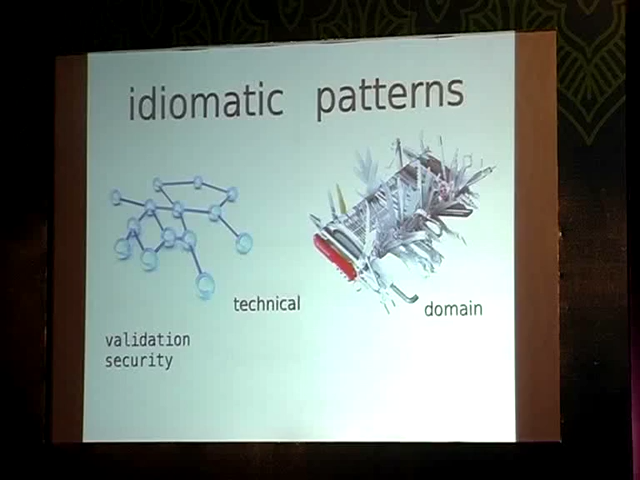 idiomatic patterns
technical
domain
validation
security